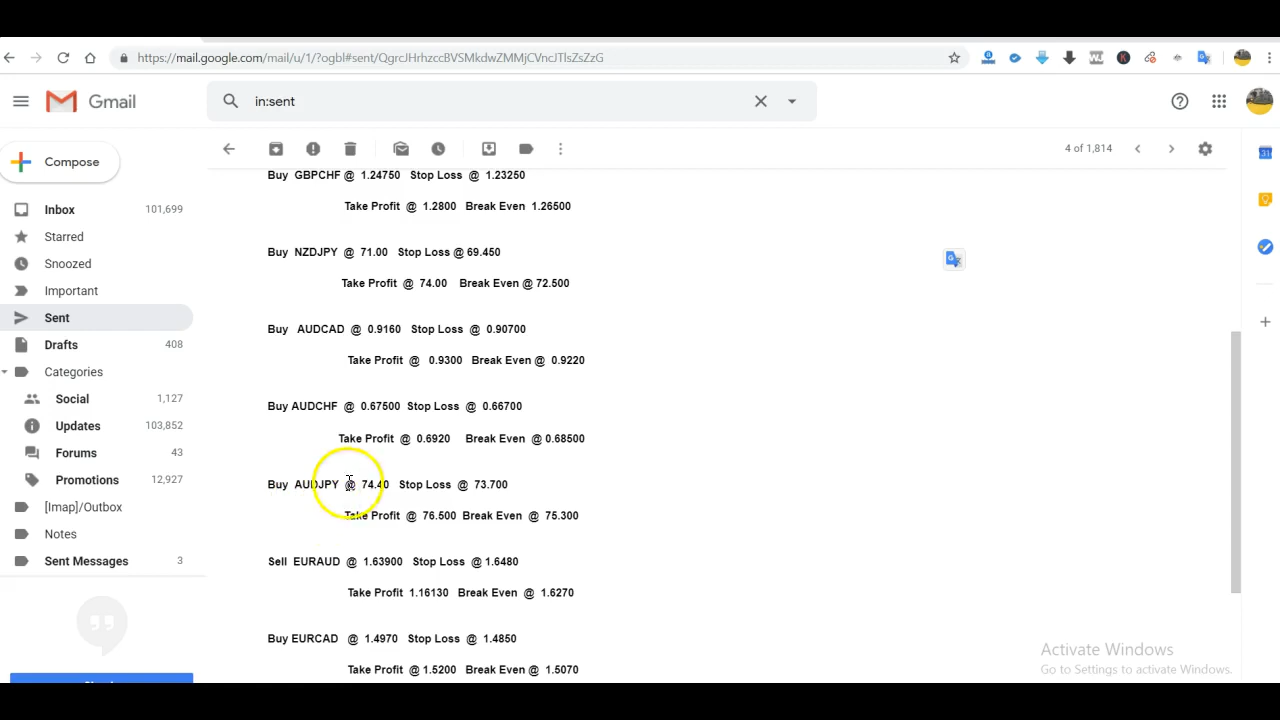 https://mail.google.com/mail/u/1/?ogbl#sent/QgrcJHrhzccBVSMkdwZMMjCVncJTlsZsZzG
Gmail
in:sent
Compose
4 of 1,814
Inbox 101,699
Starred
Snoozed
Important
Sent
Drafts 408
Categories
Social 1,127
Updates 103,852
Forums 43
Promotions 12,927
[Imap]/Outbox
Notes
Sent Messages 3
Buy GBPCHF @ 1.24750 Stop Loss @ 1.23250
Take Profit @ 1.2800 Break Even 1.26500
Buy NZDJPY @ 71.00 Stop Loss @ 69.450
Take Profit @ 74.00 Break Even @ 72.500
Buy AUDCAD @ 0.9160 Stop Loss @ 0.90700
Take Profit @ 0.9300 Break Even @ 0.9220
Buy AUDCHF @ 0.67500 Stop Loss @ 0.66700
Take Profit @ 0.6920 Break Even @ 0.68500
Buy AUDJPY @ 74.40 Stop Loss @ 73.700
Take Profit @ 76.500 Break Even @ 75.300
Sell EURAUD @ 1.63900 Stop Loss @ 1.6480
Take Profit 1.16130 Break Even @ 1.6270
Buy EURCAD @ 1.4970 Stop Loss @ 1.4850
Take Profit @ 1.5200 Break Even @ 1.5070
Activate Windows
Go to Settings to activate Windows.